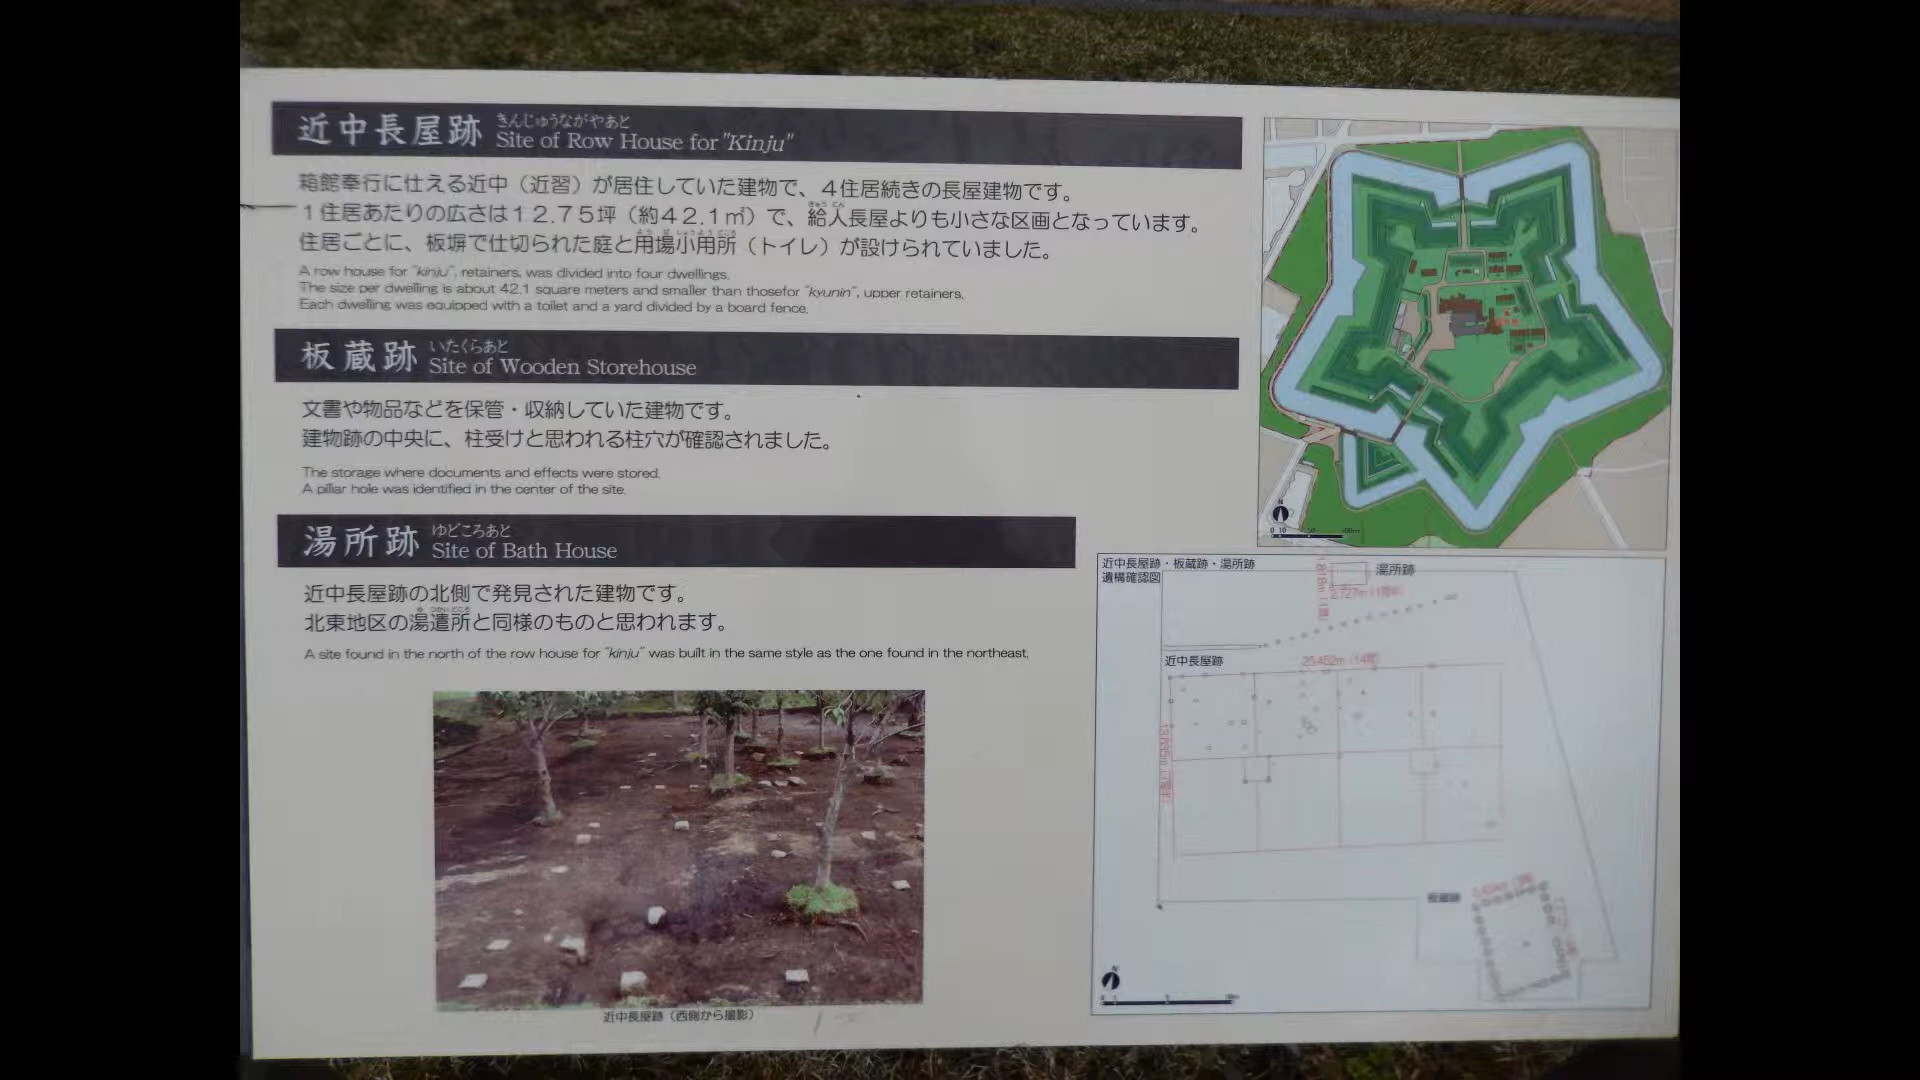 近中長屋跡 きんじゅうながやあと Site of Row House for "Kinju"
箱館奉行に仕える近中（近習）が居住していた建物で、４住居続きの長屋建物です。
１住居あたりの広さは１２.７５坪（約４２.１㎡）で、給人長屋よりも小さな区画となっています。
住居ごとに、板塀で仕切られた庭と用場小用所（トイレ）が設けられていました。
A row house for "kinju", retainers, was divided into four dwellings.
The size per dwelling is about 42.1 square meters and smaller than thosefor "kyunin", upper retainers.
Each dwelling was equipped with a toilet and a yard divided by a board fence.
板蔵跡 いたくらあと Site of Wooden Storehouse
文書や物品などを保管・収納していた建物です。
建物跡の中央に、柱受けと思われる柱穴が確認されました。
The storage where documents and effects were stored.
A pillar hole was identified in the center of the site.
湯所跡 ゆどころあと Site of Bath House
近中長屋跡の北側で発見された建物です。
北東地区の湯遣所と同様のものと思われます。
A site found in the north of the row house for "kinju" was built in the same style as the one found in the northeast.
近中長屋跡（西側から撮影）
N
近中長屋跡・板蔵跡・湯所跡
遺構確認図
湯所跡
近中長屋跡
板蔵跡
N